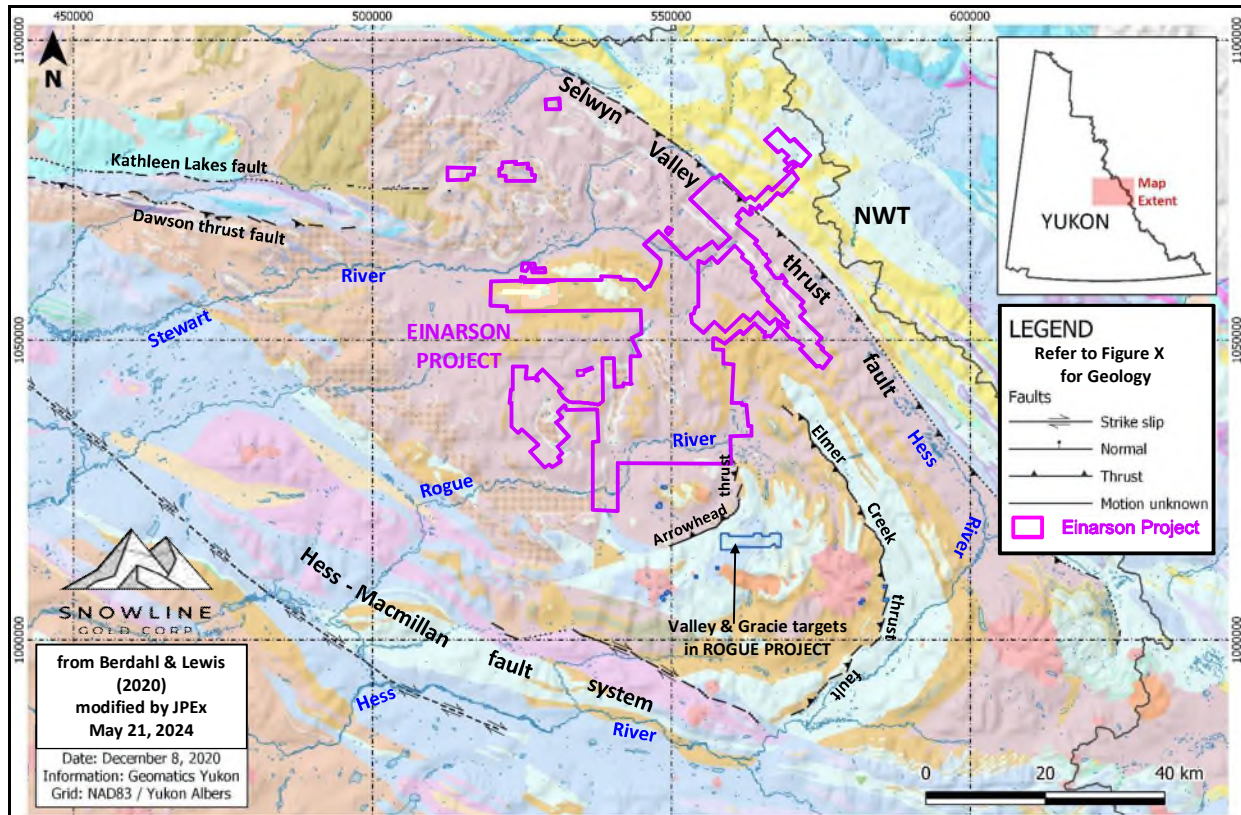 450000
500000
550000
600000
1100000
1100000
N
Selwyn
Valley
thrust
fault
Kathleen Lakes fault
Dawson thrust fault
NWT
YUKON
Map
Extent
River
Stewart
EINARSON
PROJECT
1050000
1050000
LEGEND
Refer to Figure X
for Geology
Faults
Strike slip
Normal
Thrust
Motion unknown
Einarson Project
River
Rogue
Elmer
Creek
thrust
fault
Hess
River
Arrowhead
thrust
Hess - Macmillan
fault
system
Valley & Gracie targets
in ROGUE PROJECT
SNOWLINE
GOLD CORP
1000000
1000000
Hess
River
from Berdahl & Lewis
(2020)
modified by JPEx
May 21, 2024
Date: December 8, 2020
Information: Geomatics Yukon
Grid: NAD83 / Yukon Albers
0
20
40 km